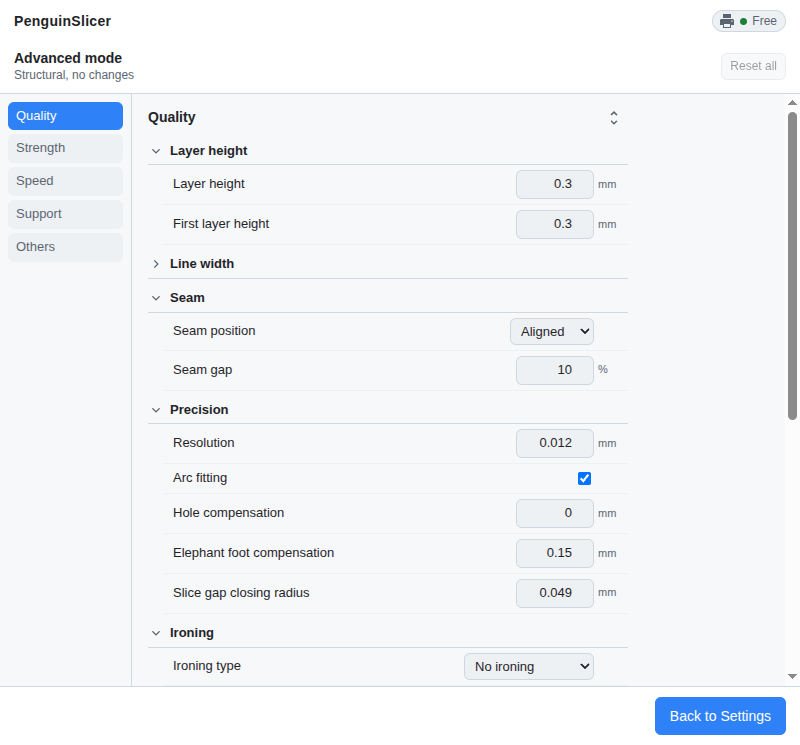 PenguinSlicer
Free
Advanced mode
Structural, no changes
Reset all
Quality
Strength
Speed
Support
Others
Quality
Layer height
Layer height 0.3 mm
First layer height 0.3 mm
Line width
Seam
Seam position Aligned
Seam gap 10 %
Precision
Resolution 0.012 mm
Arc fitting
Hole compensation 0 mm
Elephant foot compensation 0.15 mm
Slice gap closing radius 0.049 mm
Ironing
Ironing type No ironing
Back to Settings